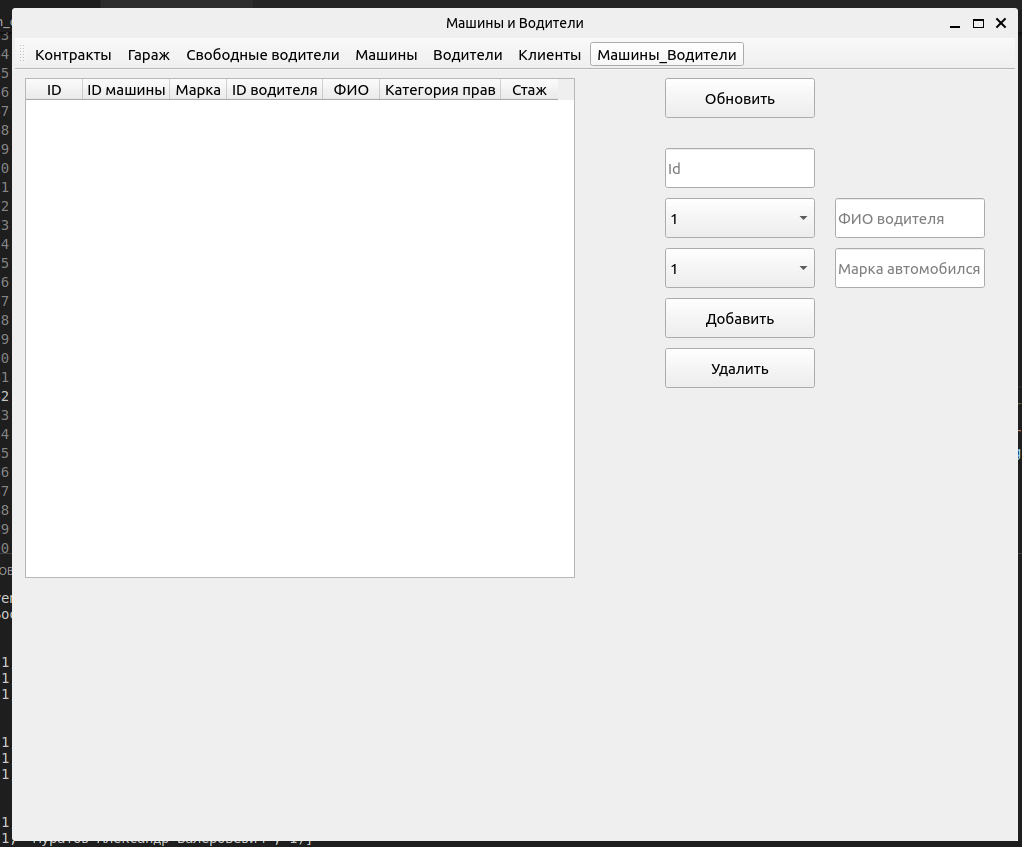 Машины и Водители
Контракты Гараж Свободные водители Машины Водители Клиенты Машины_Водители
ID ID машины Марка ID водителя ФИО Категория прав Стаж
Обновить
Id
1 ФИО водителя
1 Марка автомобился
Добавить
Удалить